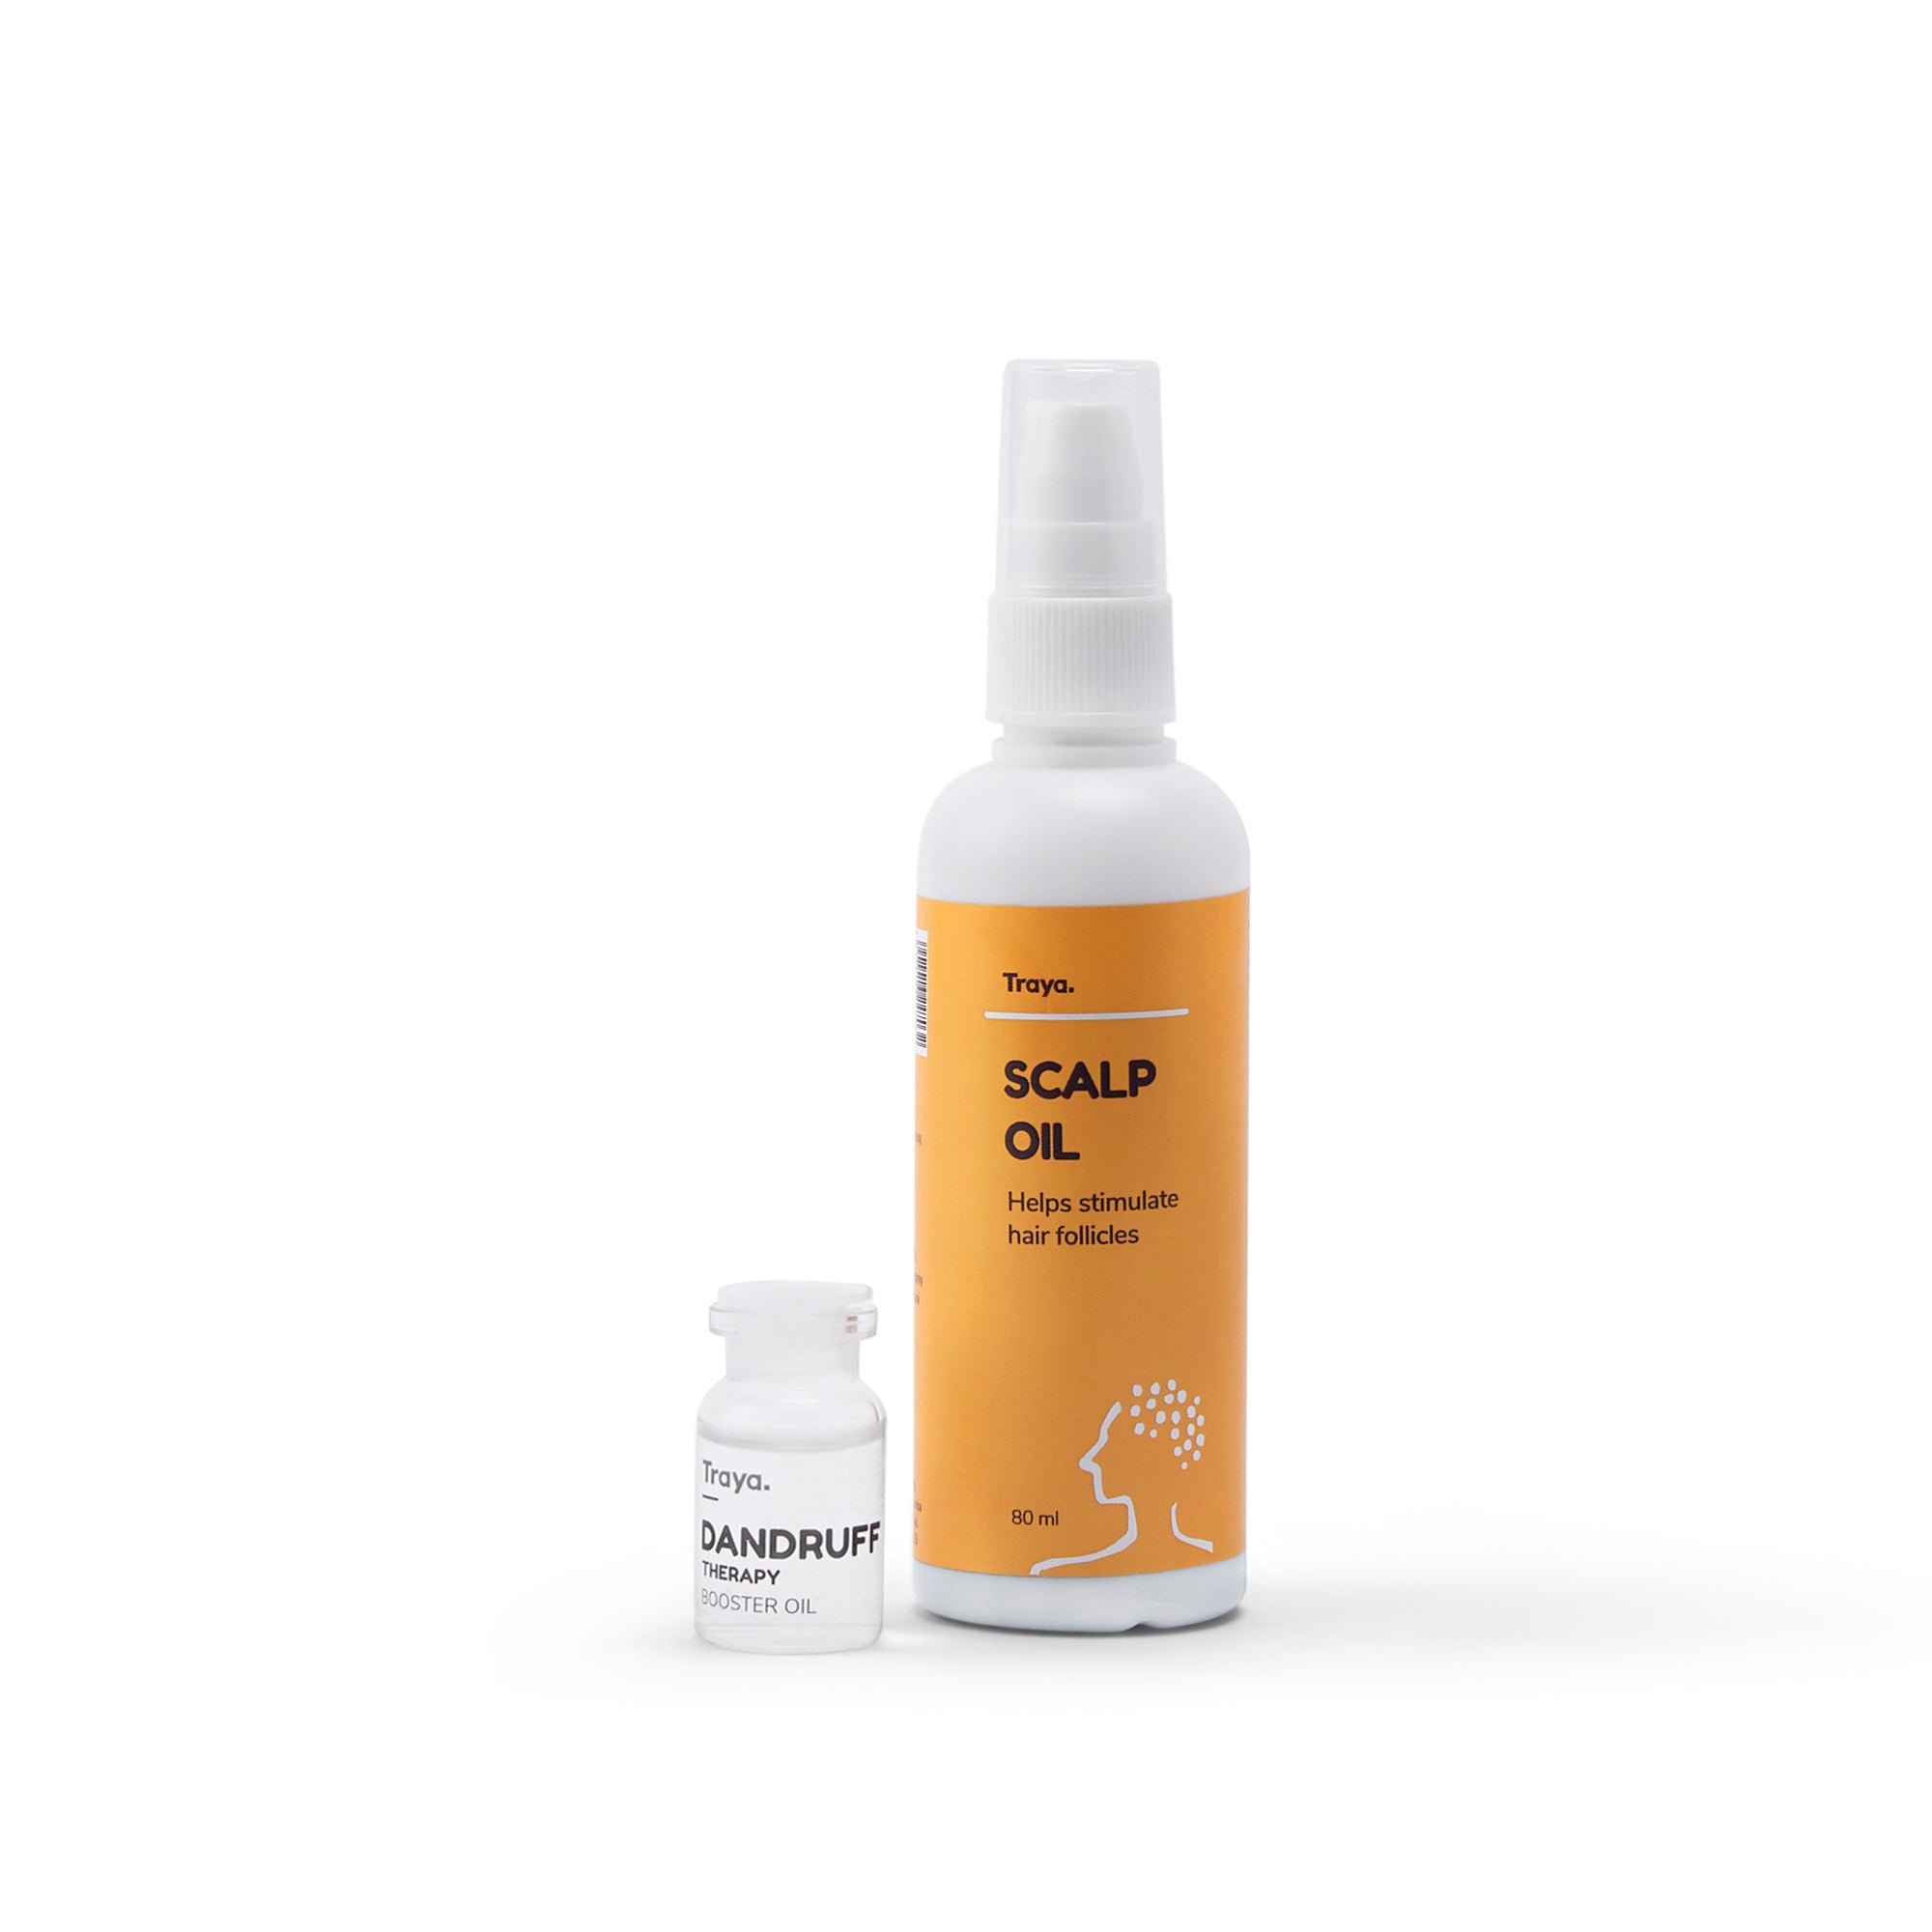 Traya.
SCALP
OIL
Helps stimulate
hair follicles
80 ml
Traya.
DANDRUFF
THERAPY
BOOSTER OIL